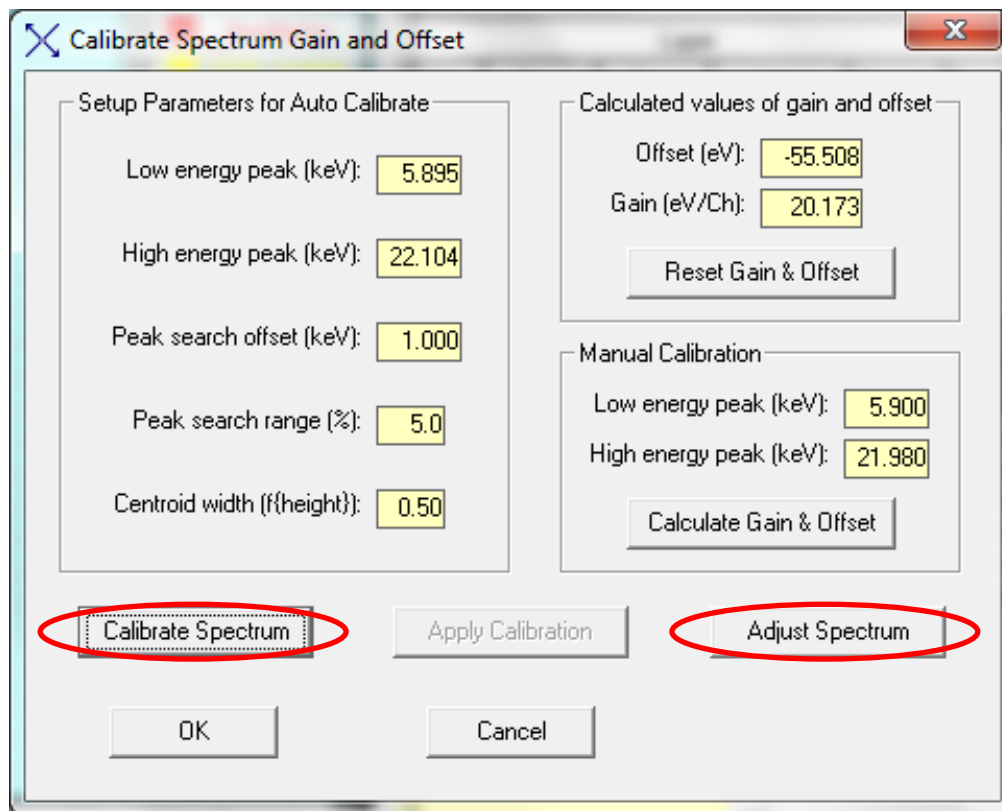 Calibrate Spectrum Gain and Offset
Setup Parameters for Auto Calibrate
Low energy peak (keV): 5.895
High energy peak (keV): 22.104
Peak search offset (keV): 1.000
Peak search range (%): 5.0
Centroid width (f{height}): 0.50
Calculated values of gain and offset
Offset (eV): -55.508
Gain (eV/Ch): 20.173
Reset Gain & Offset
Manual Calibration
Low energy peak (keV): 5.900
High energy peak (keV): 21.980
Calculate Gain & Offset
Calibrate Spectrum
Apply Calibration
Adjust Spectrum
OK
Cancel